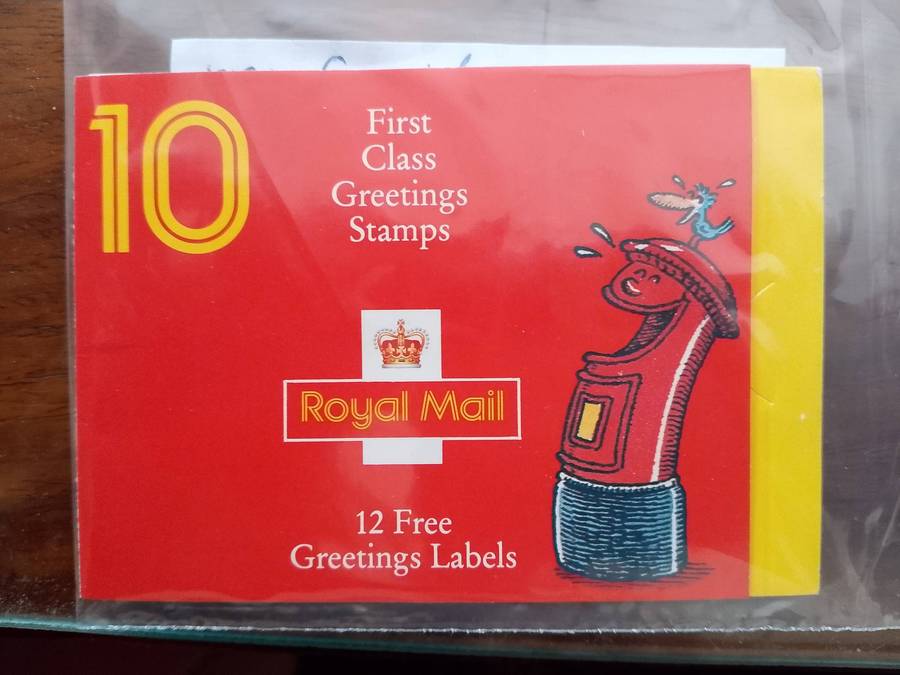 10
First
Class
Greetings
Stamps
Royal Mail
12 Free
Greetings Labels